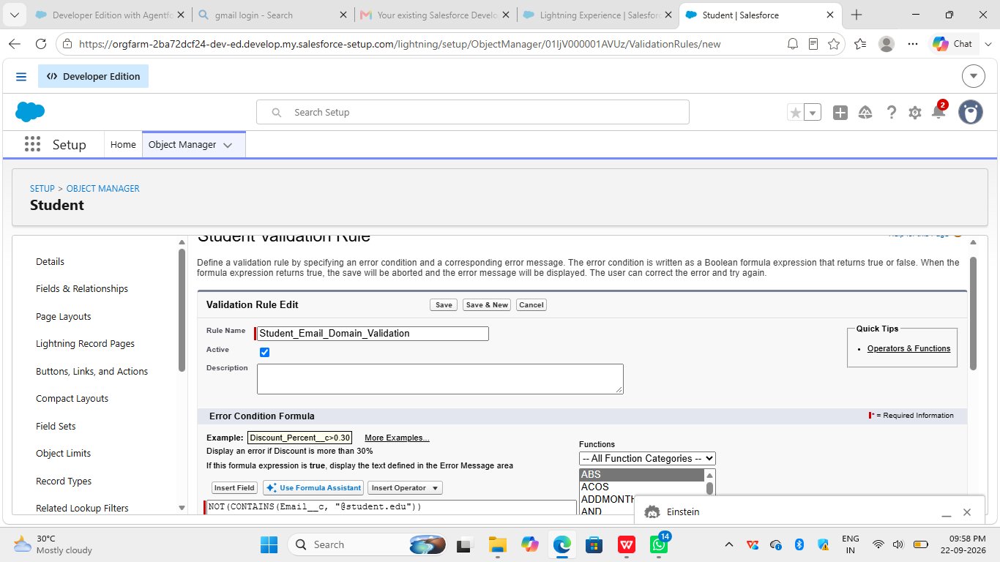 Developer Edition with Agentfo
gmail login - Search
Your existing Salesforce Develo
Lightning Experience | Salesforc
Student | Salesforce
https://orgfarm-2ba72dcf24-dev-ed.develop.my.salesforce-setup.com/lightning/setup/ObjectManager/01IjV000001AVUz/ValidationRules/new
Chat
Developer Edition
Search Setup
2
Setup
Home
Object Manager
SETUP > OBJECT MANAGER
Student
Details
Fields & Relationships
Page Layouts
Lightning Record Pages
Buttons, Links, and Actions
Compact Layouts
Field Sets
Object Limits
Record Types
Related Lookup Filters
Student Validation Rule
Help for this Page
Define a validation rule by specifying an error condition and a corresponding error message. The error condition is written as a Boolean formula expression that returns true or false. When the
formula expression returns true, the save will be aborted and the error message will be displayed. The user can correct the error and try again.
Validation Rule Edit
Save
Save & New
Cancel
Rule Name
Student_Email_Domain_Validation
Active
Description
Quick Tips
• Operators & Functions
Error Condition Formula
* = Required Information
Example: Discount_Percent__c>0.30 More Examples...
Display an error if Discount is more than 30%
If this formula expression is true, display the text defined in the Error Message area
Insert Field
Use Formula Assistant
Insert Operator
NOT(CONTAINS(Email__c, "@student.edu"))
Functions
-- All Function Categories --
ABS
ACOS
ADDMONTH
AND
Einstein
30°C
Mostly cloudy
Search
14
ENG
IN
09:58 PM
22-09-2026